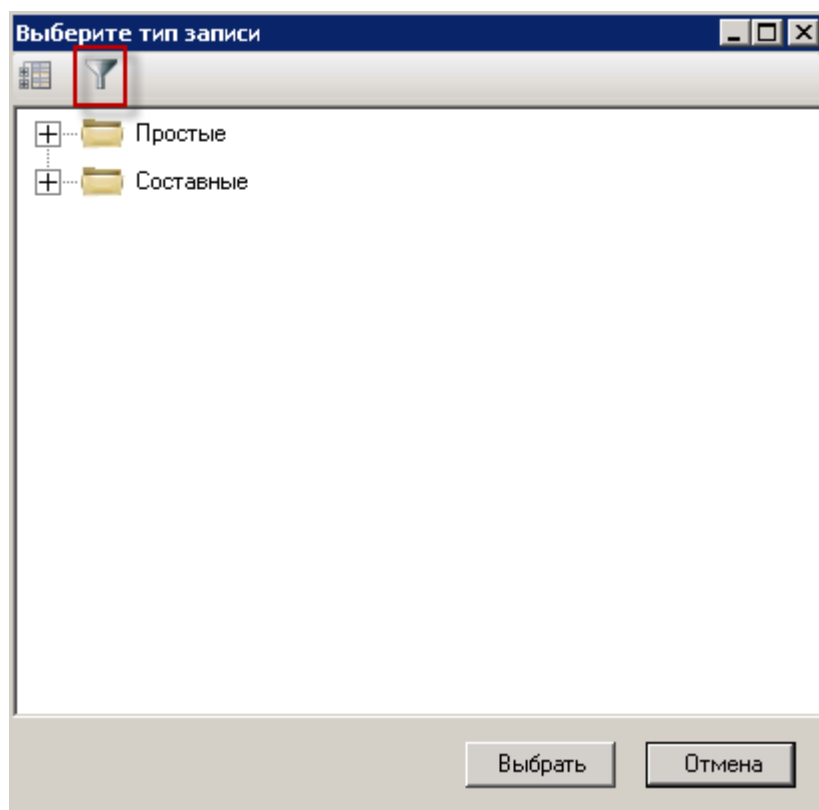 Выберите тип записи
Простые
Составные
Выбрать
Отмена